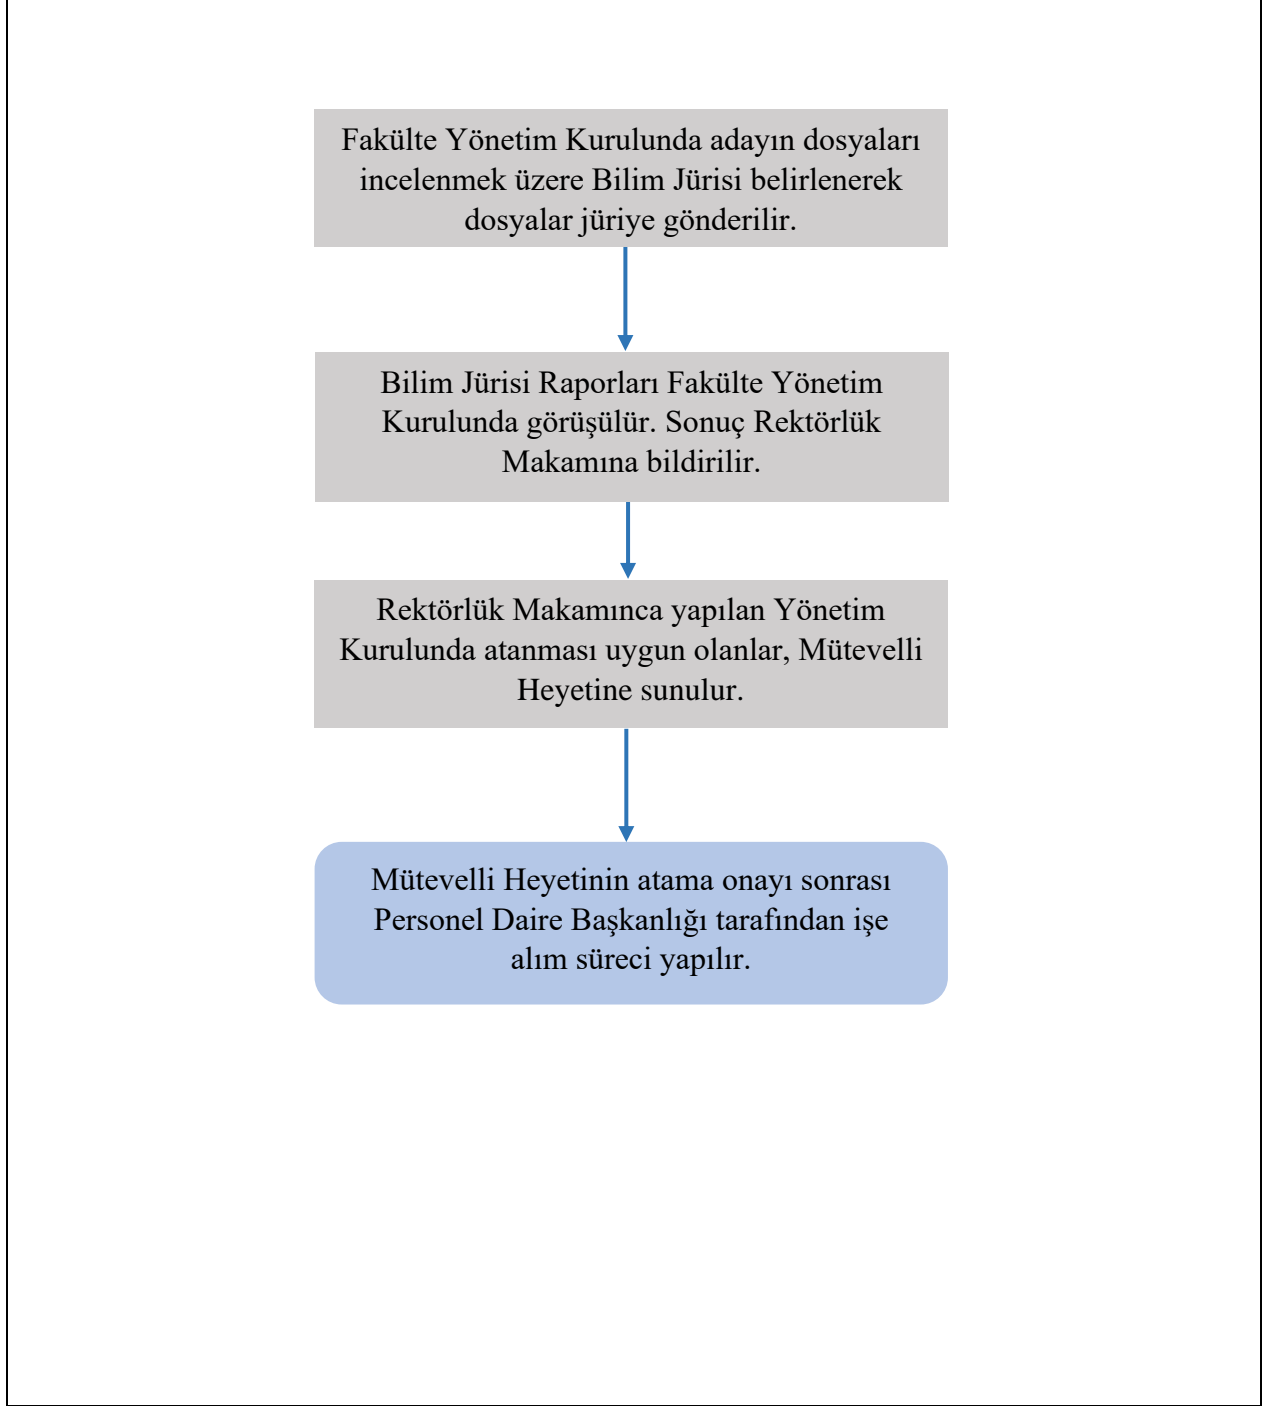 Fakülte Yönetim Kurulunda adayın dosyaları
incelenmek üzere Bilim Jürisi belirlenerek
dosyalar jüriye gönderilir.
Bilim Jürisi Raporları Fakülte Yönetim
Kurulunda görüşülür. Sonuç Rektörlük
Makamına bildirilir.
Rektörlük Makamınca yapılan Yönetim
Kurulunda atanması uygun olanlar, Mütevelli
Heyetine sunulur.
Mütevelli Heyetinin atama onayı sonrası
Personel Daire Başkanlığı tarafından işe
alım süreci yapılır.